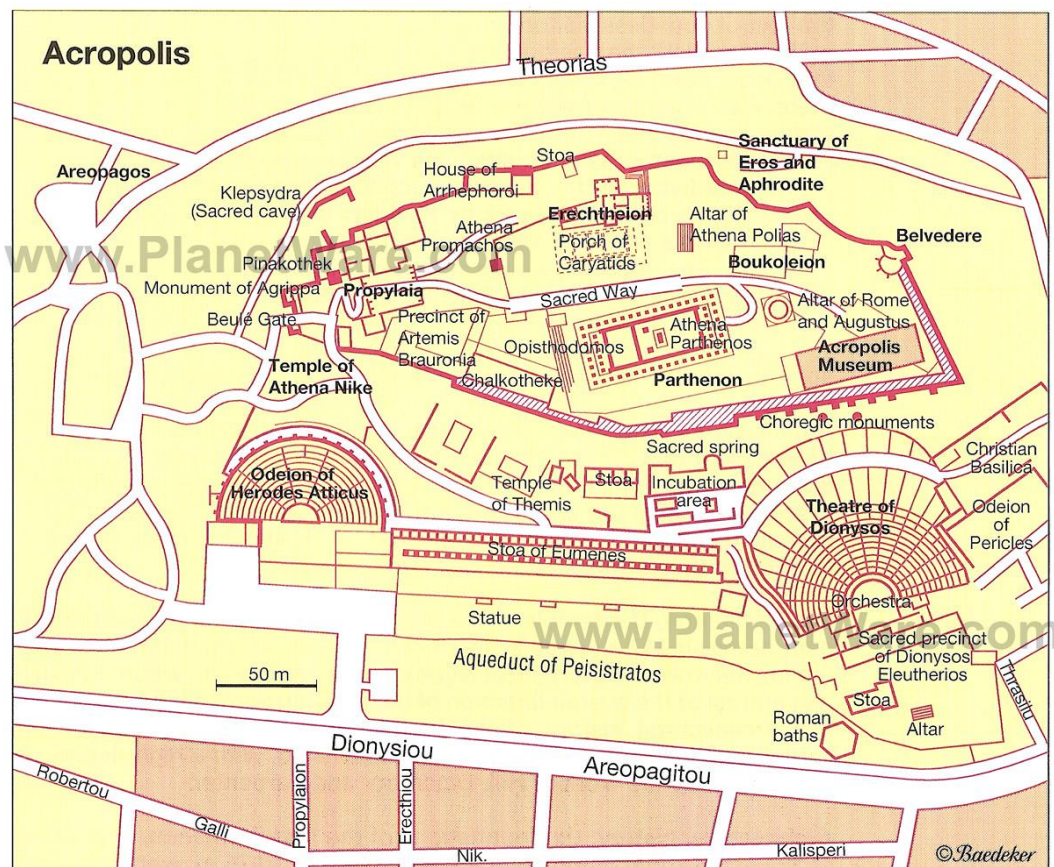 Acropolis
Theorias
Sanctuary of
Eros and
Aphrodite
Stoa
House of
Arrhephoroi
Areopagos
Klepsydra
(Sacred cave)
Erechtheion
Athena
Promachos
Altar of
Athena Polias
Belvedere
www.PlanetWare.com
Porch of
Caryatids
Boukoleion
Pinakothek
Monument of Agrippa
Propylaia
Sacred Way
Beulé Gate
Precinct of
Artemis
Brauronia
Altar of Rome
and Augustus
Opisthodomos
Athena
Parthenos
Acropolis
Museum
Temple of
Athena Nike
Chalkotheke
Parthenon
Choregic monuments
Sacred spring
Christian
Basilica
Odeion of
Herodes Atticus
Temple
of Themis
Stoa
Incubation
area
Theatre of
Dionysos
Odeion
of
Pericles
Stoa of Eumenes
Orchestra
Statue
www.PlanetWare.com
Sacred precinct
of Dionysos
Eleutherios
Aqueduct of Peisistratos
50 m
Thrasilu
Stoa
Roman
baths
Altar
Dionysiou
Areopagitou
Robertou
Galli
Propylaion
Erecthiou
Nik.
Kalisperi
©Baedeker